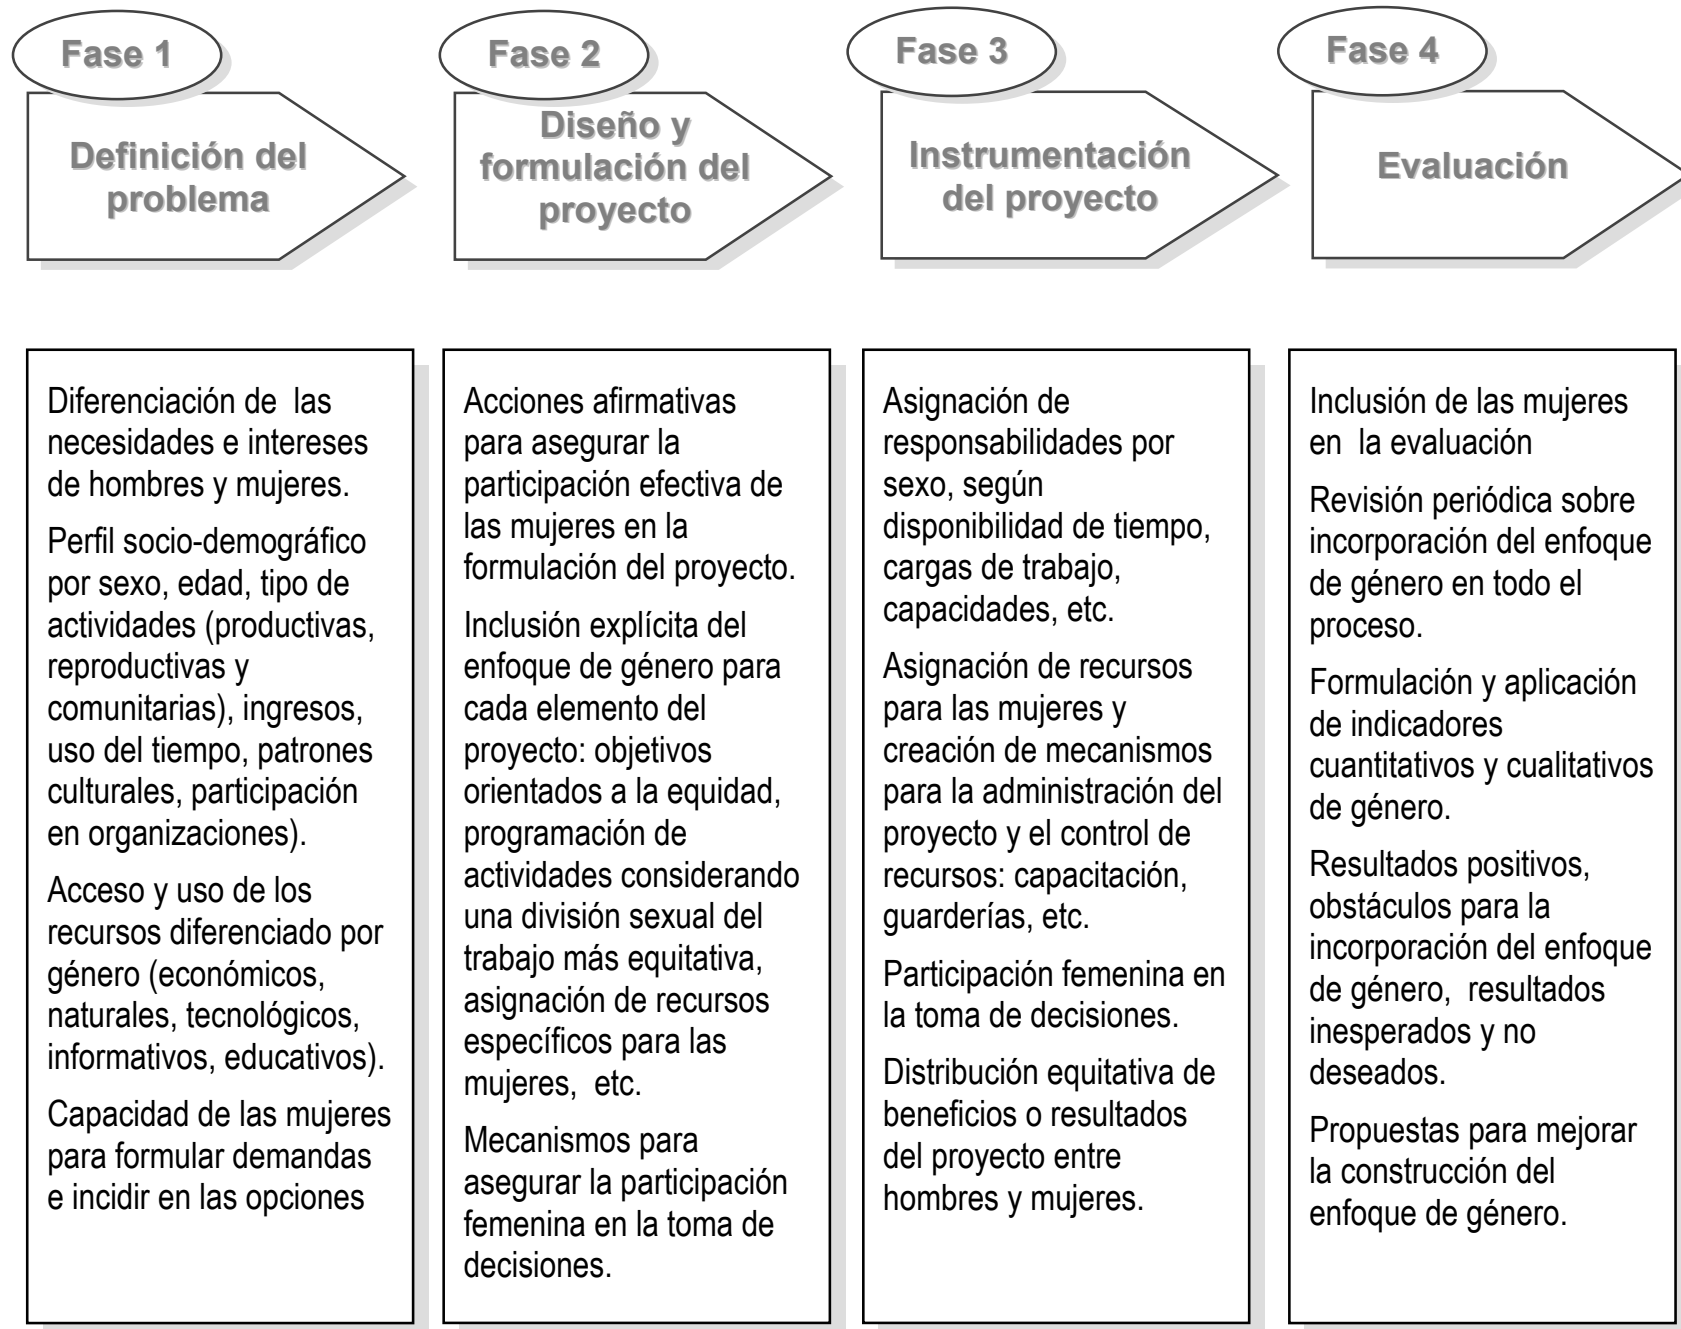 Fase 1
Definición del
problema
Fase 2
Diseño y
formulación del
proyecto
Fase 3
Instrumentación
del proyecto
Fase 4
Evaluación
Diferenciación de las
necesidades e intereses
de hombres y mujeres.
Perfil socio-demográfico
por sexo, edad, tipo de
actividades (productivas,
reproductivas y
comunitarias), ingresos,
uso del tiempo, patrones
culturales, participación
en organizaciones).
Acceso y uso de los
recursos diferenciado por
género (económicos,
naturales, tecnológicos,
informativos, educativos).
Capacidad de las mujeres
para formular demandas
e incidir en las opciones
Acciones afirmativas
para asegurar la
participación efectiva de
las mujeres en la
formulación del proyecto.
Inclusión explícita del
enfoque de género para
cada elemento del
proyecto: objetivos
orientados a la equidad,
programación de
actividades considerando
una división sexual del
trabajo más equitativa,
asignación de recursos
específicos para las
mujeres, etc.
Mecanismos para
asegurar la participación
femenina en la toma de
decisiones.
Asignación de
responsabilidades por
sexo, según
disponibilidad de tiempo,
cargas de trabajo,
capacidades, etc.
Asignación de recursos
para las mujeres y
creación de mecanismos
para la administración del
proyecto y el control de
recursos: capacitación,
guarderías, etc.
Participación femenina en
la toma de decisiones.
Distribución equitativa de
beneficios o resultados
del proyecto entre
hombres y mujeres.
Inclusión de las mujeres
en la evaluación
Revisión periódica sobre
incorporación del enfoque
de género en todo el
proceso.
Formulación y aplicación
de indicadores
cuantitativos y cualitativos
de género.
Resultados positivos,
obstáculos para la
incorporación del enfoque
de género, resultados
inesperados y no
deseados.
Propuestas para mejorar
la construcción del
enfoque de género.